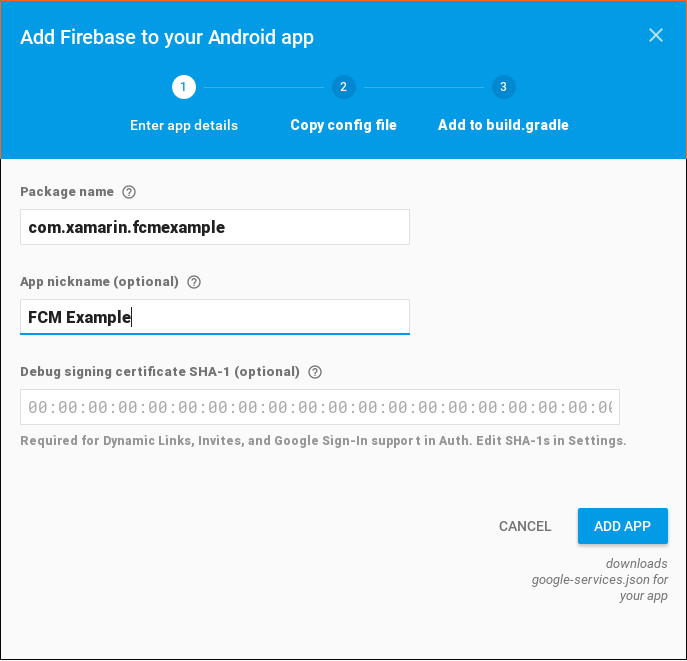 Add Firebase to your Android app
1 2 3
Enter app details Copy config file Add to build.gradle
Package name ?
com.xamarin.fcmexample
App nickname (optional) ?
FCM Example
Debug signing certificate SHA-1 (optional) ?
00:00:00:00:00:00:00:00:00:00:00:00:00:00:00:00:00:00:00:00
Required for Dynamic Links, Invites, and Google Sign-In support in Auth. Edit SHA-1s in Settings.
CANCEL ADD APP
downloads
google-services.json for
your app